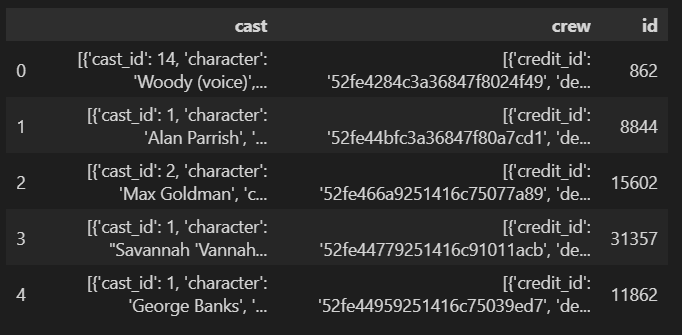 cast crew id
0 [{'cast_id': 14, 'character': [{'credit_id': 862
'Woody (voice)',... '52fe4284c3a36847f8024f49', 'de...
1 [{'cast_id': 1, 'character': [{'credit_id': 8844
'Alan Parrish', '... '52fe44bfc3a36847f80a7cd1', 'de...
2 [{'cast_id': 2, 'character': [{'credit_id': 15602
'Max Goldman', 'c... '52fe466a9251416c75077a89', 'de...
3 [{'cast_id': 1, 'character': [{'credit_id': 31357
"Savannah 'Vannah... '52fe44779251416c91011acb', 'de...
4 [{'cast_id': 1, 'character': [{'credit_id': 11862
'George Banks', '... '52fe44959251416c75039ed7', 'de...